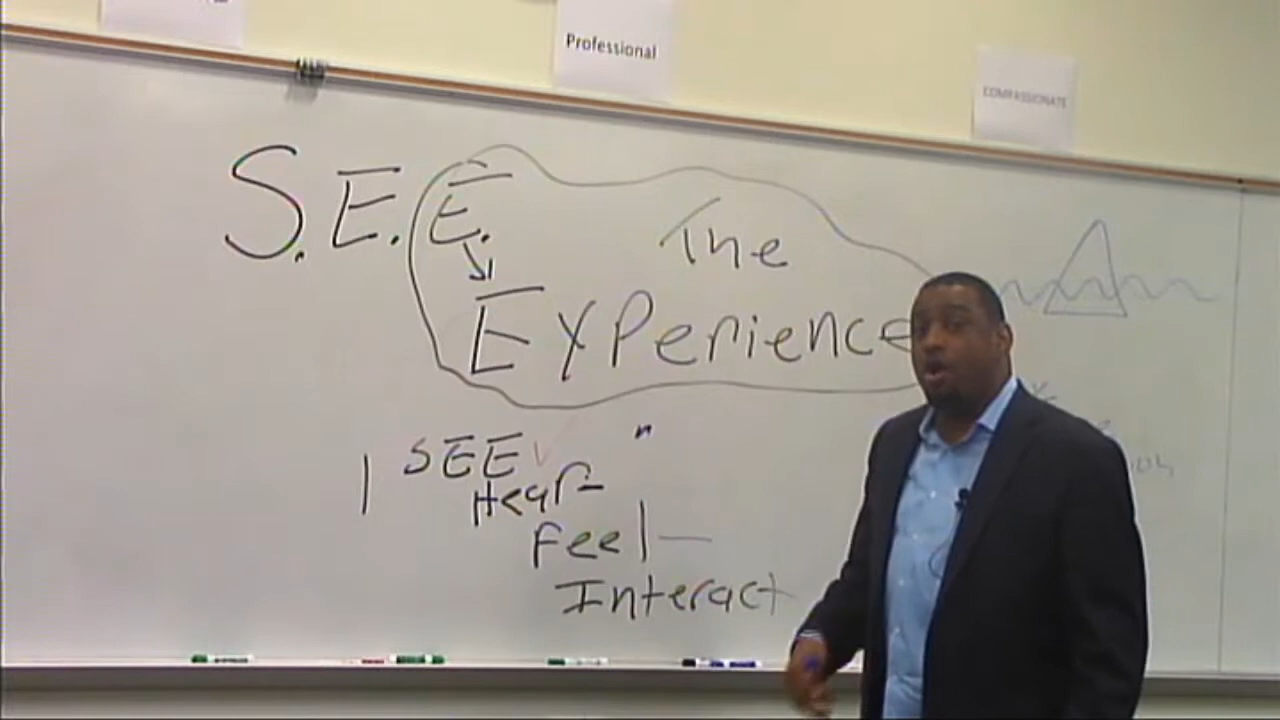 Professional
COMPASSIONATE
S.E.E.
The
Experience
SEE
Hear
Feel
Interact